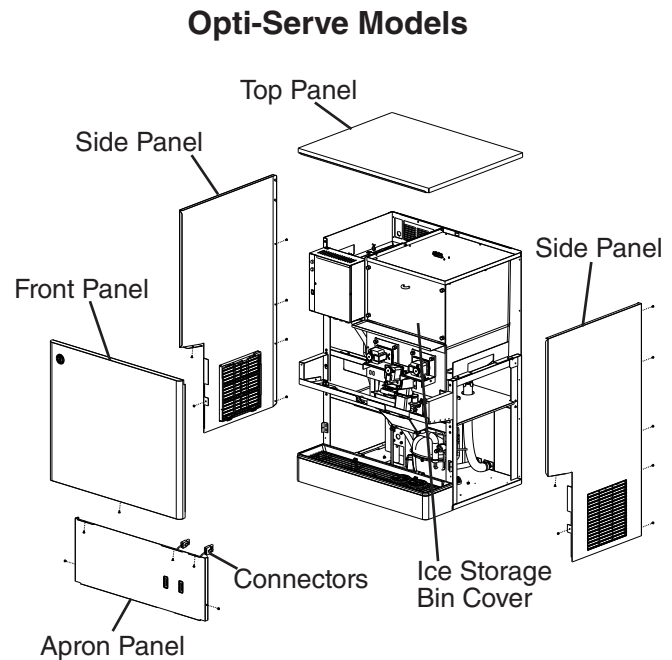 Opti-Serve Models
Top Panel
Side Panel
Side Panel
Front Panel
Connectors
Ice Storage
Bin Cover
Apron Panel